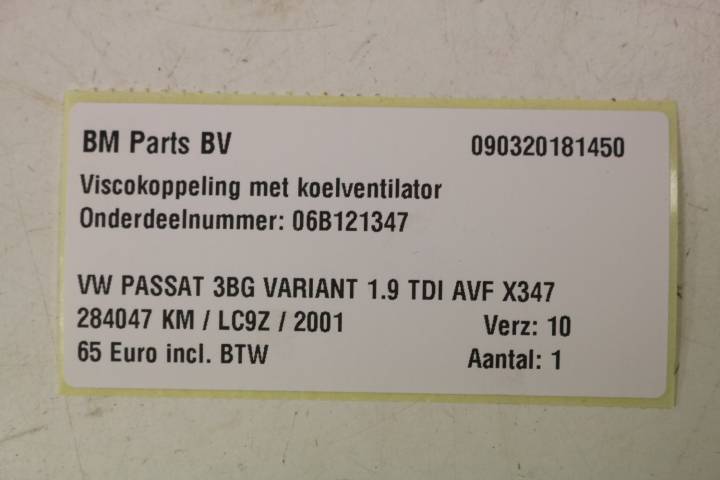 BM Parts BV 090320181450
Viscokoppeling met koelventilator
Onderdeelnummer: 06B121347
VW PASSAT 3BG VARIANT 1.9 TDI AVF X347
284047 KM / LC9Z / 2001 Verz: 10
65 Euro incl. BTW Aantal: 1